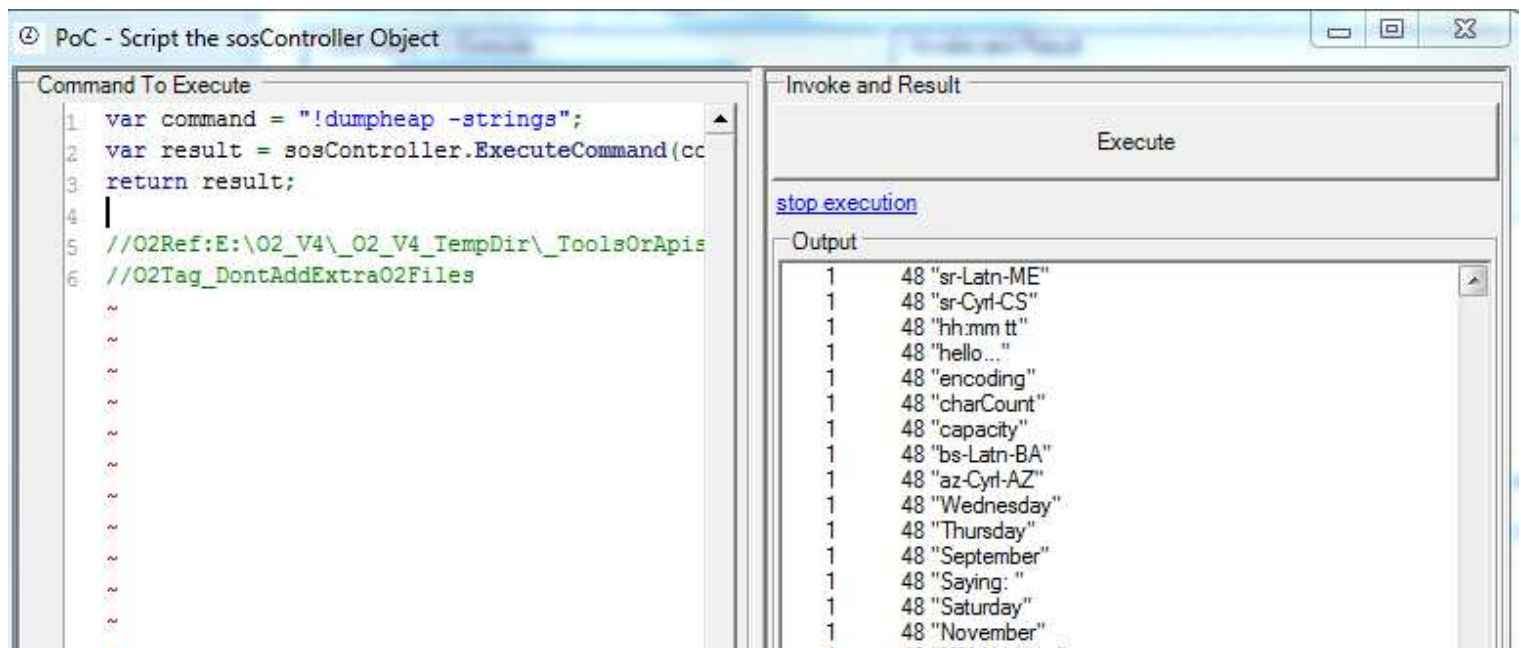 PoC - Script the sosController Object
Command To Execute
1 var command = "!dumpheap -strings";
2 var result = sosController.ExecuteCommand(cc
3 return result;
4
5 //O2Ref:E:\O2_V4\_O2_V4_TempDir\_ToolsOrApis
6 //O2Tag_DontAddExtraO2Files
~
~
~
~
~
~
~
~
~
~
~
Invoke and Result
Execute
stop execution
Output
1 48 "sr-Latn-ME"
1 48 "sr-Cyrl-CS"
1 48 "hh:mm tt"
1 48 "hello..."
1 48 "encoding"
1 48 "charCount"
1 48 "capacity"
1 48 "bs-Latn-BA"
1 48 "az-Cyrl-AZ"
1 48 "Wednesday"
1 48 "Thursday"
1 48 "September"
1 48 "Saying: "
1 48 "Saturday"
1 48 "November"